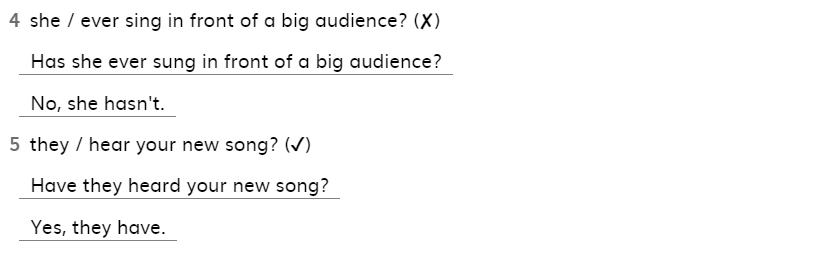 4 she / ever sing in front of a big audience? (✗)
Has she ever sung in front of a big audience?
No, she hasn't.
5 they / hear your new song? (✓)
Have they heard your new song?
Yes, they have.